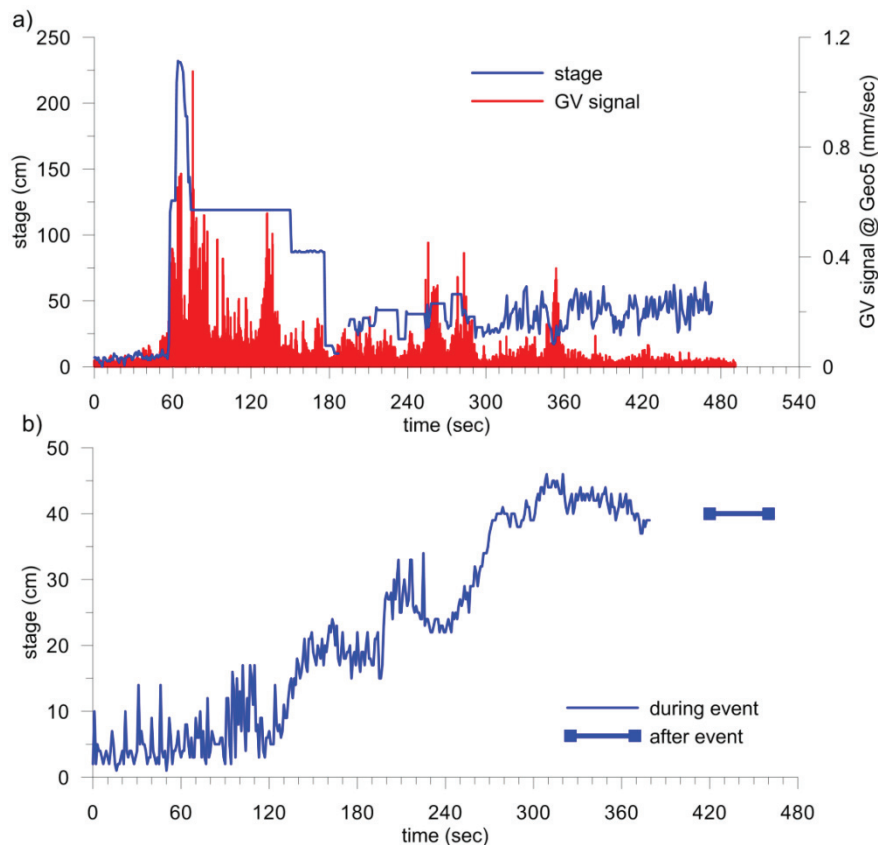 a)
250
200
150
100
50
0
stage (cm)
1.2
0.8
0.4
0
GV signal @ Geo5 (mm/sec)
stage
GV signal
0 60 120 180 240 300 360 420 480 540
time (sec)
b)
50
40
30
20
10
0
stage (cm)
during event
after event
0 60 120 180 240 300 360 420 480
time (sec)